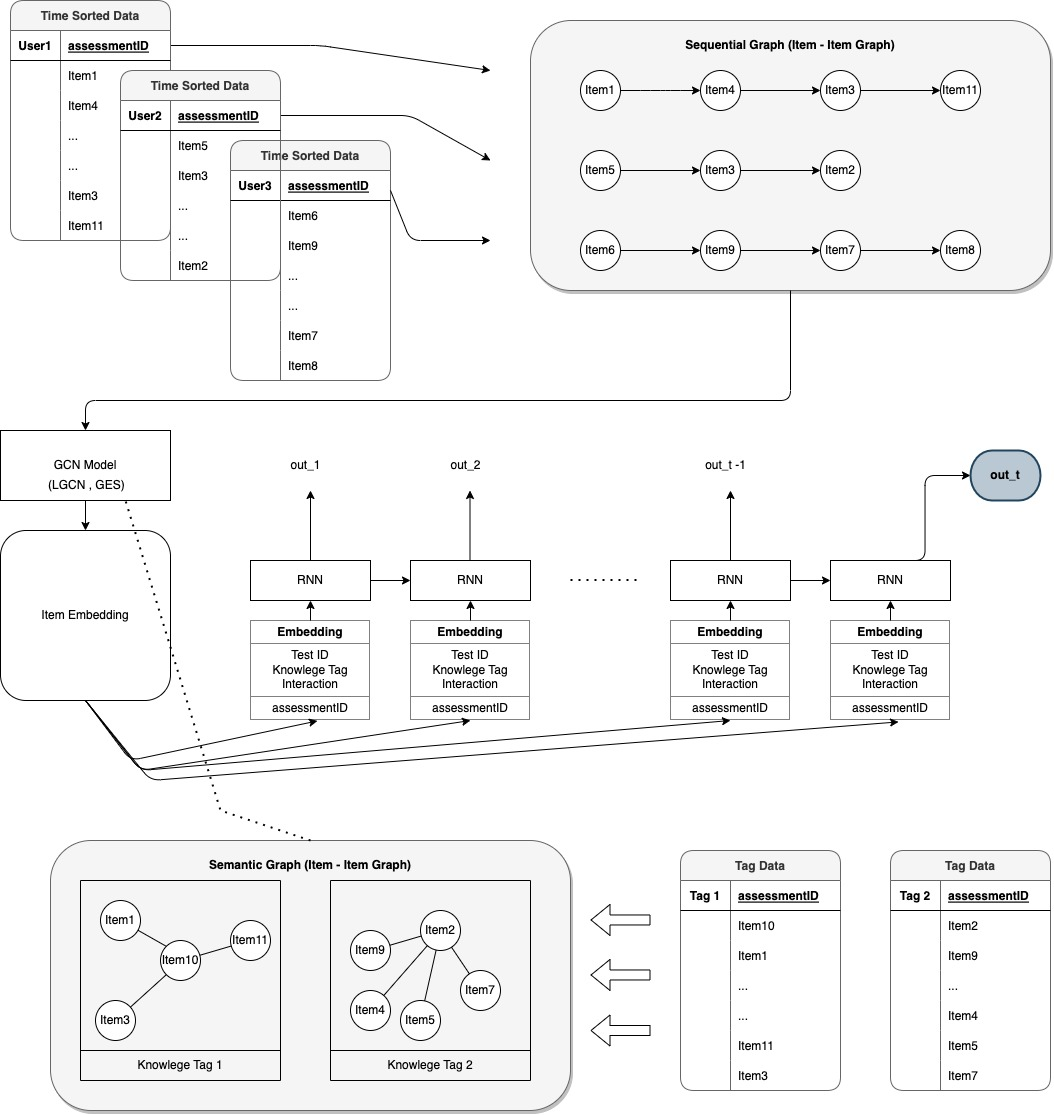 Time Sorted Data
User1 assessmentID
Item1
Item4
...
...
Item3
Item11
Time Sorted Data
User2 assessmentID
Item5
Item3
...
...
Item2
Time Sorted Data
User3 assessmentID
Item6
Item9
...
...
Item7
Item8
Sequential Graph (Item - Item Graph)
Item1 Item4 Item3 Item11
Item5 Item3 Item2
Item6 Item9 Item7 Item8
GCN Model
(LGCN , GES)
Item Embedding
out_1 out_2 out_t -1 out_t
RNN RNN RNN RNN
Embedding
Test ID
Knowlege Tag
Interaction
assessmentID
Embedding
Test ID
Knowlege Tag
Interaction
assessmentID
Embedding
Test ID
Knowlege Tag
Interaction
assessmentID
Embedding
Test ID
Knowlege Tag
Interaction
assessmentID
Semantic Graph (Item - Item Graph)
Item1
Item11
Item10
Item3
Knowlege Tag 1
Item2
Item9
Item7
Item4
Item5
Knowlege Tag 2
Tag Data
Tag 1 assessmentID
Item10
Item1
...
...
Item11
Item3
Tag Data
Tag 2 assessmentID
Item2
Item9
...
Item4
Item5
Item7